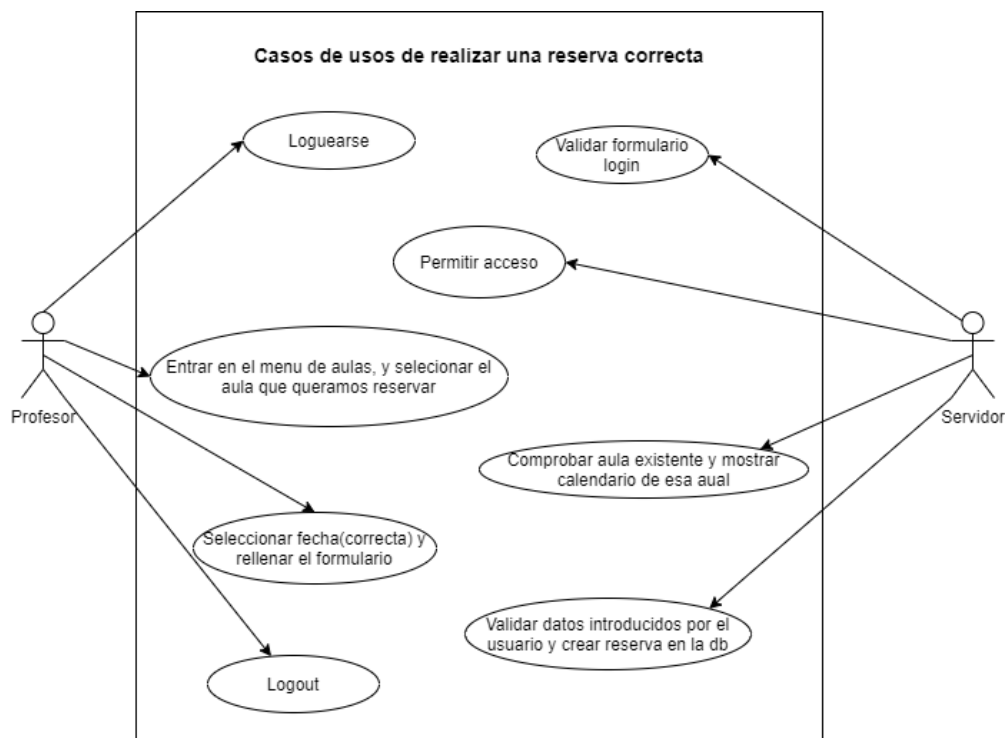 Casos de usos de realizar una reserva correcta
Loguearse
Validar formulario
login
Permitir acceso
Entrar en el menu de aulas, y selecionar el
aula que queramos reservar
Profesor
Servidor
Comprobar aula existente y mostrar
calendario de esa aual
Seleccionar fecha(correcta) y
rellenar el formulario
Validar datos introducidos por el
usuario y crear reserva en la db
Logout